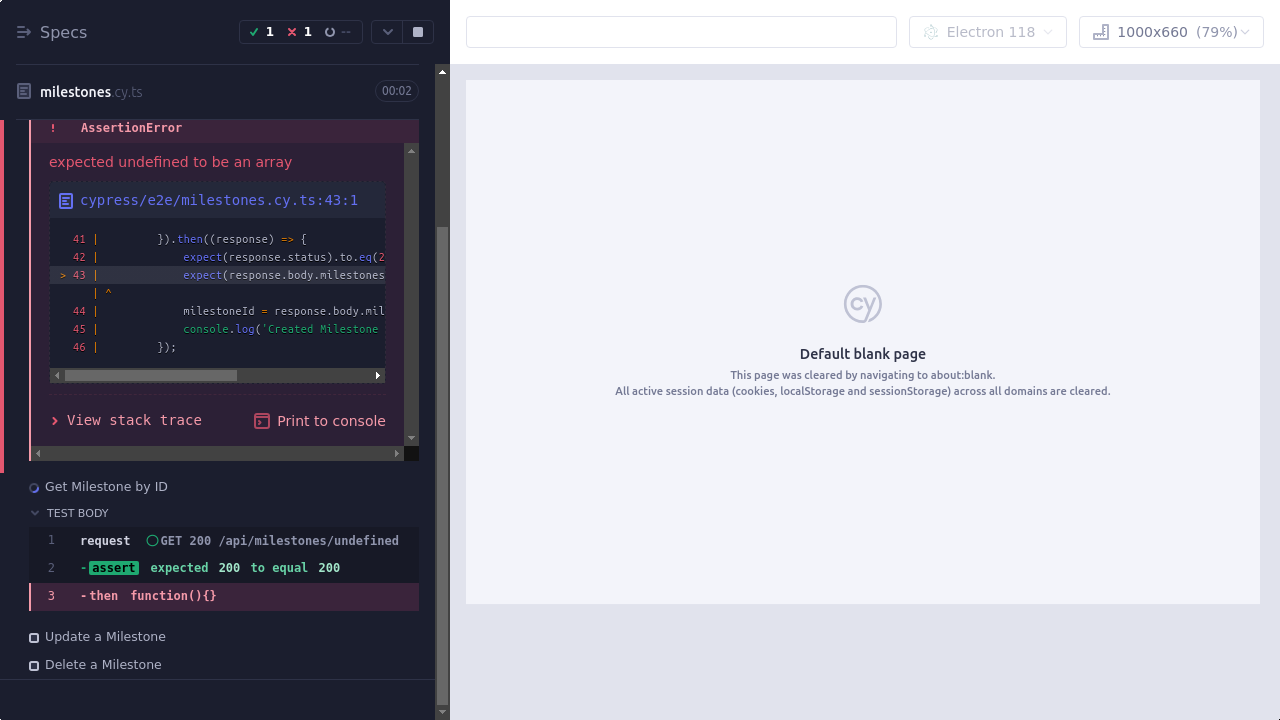 Specs
1
1
--
milestones.cy.ts
00:02
! AssertionError
expected undefined to be an array
cypress/e2e/milestones.cy.ts:43:1
41 | }).then((response) => {
42 | expect(response.status).to.eq(2
> 43 | expect(response.body.milestones
| ^
44 | milestoneId = response.body.mil
45 | console.log('Created Milestone
46 | });
View stack trace
Print to console
Get Milestone by ID
TEST BODY
1 request GET 200 /api/milestones/undefined
2 -assert expected 200 to equal 200
3 -then function(){}
Update a Milestone
Delete a Milestone
Electron 118
1000x660 (79%)
cy
Default blank page
This page was cleared by navigating to about:blank.
All active session data (cookies, localStorage and sessionStorage) across all domains are cleared.